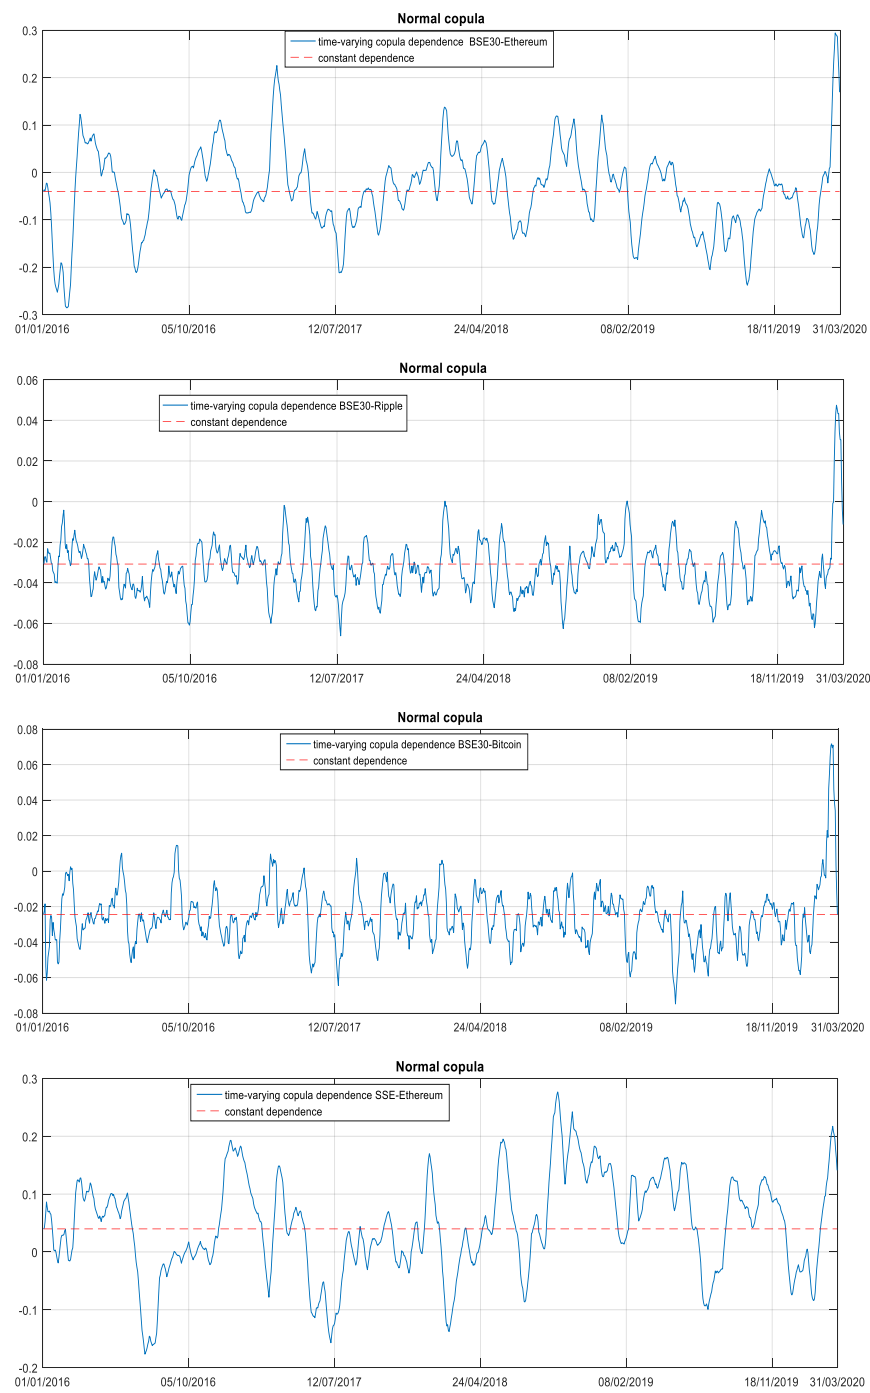 Normal copula
time-varying copula dependence  BSE30-Ethereum
constant dependence
0.3
0.2
0.1
0
-0.1
-0.2
-0.3
01/01/2016 05/10/2016 12/07/2017 24/04/2018 08/02/2019 18/11/2019 31/03/2020
Normal copula
time-varying copula dependence BSE30-Ripple
constant dependence
0.06
0.04
0.02
0
-0.02
-0.04
-0.06
-0.08
01/01/2016 05/10/2016 12/07/2017 24/04/2018 08/02/2019 18/11/2019 31/03/2020
Normal copula
time-varying copula dependence BSE30-Bitcoin
constant dependence
0.08
0.06
0.04
0.02
0
-0.02
-0.04
-0.06
-0.08
01/01/2016 05/10/2016 12/07/2017 24/04/2018 08/02/2019 18/11/2019 31/03/2020
Normal copula
time-varying copula dependence SSE-Ethereum
constant dependence
0.3
0.2
0.1
0
-0.1
-0.2
01/01/2016 05/10/2016 12/07/2017 24/04/2018 08/02/2019 18/11/2019 31/03/2020